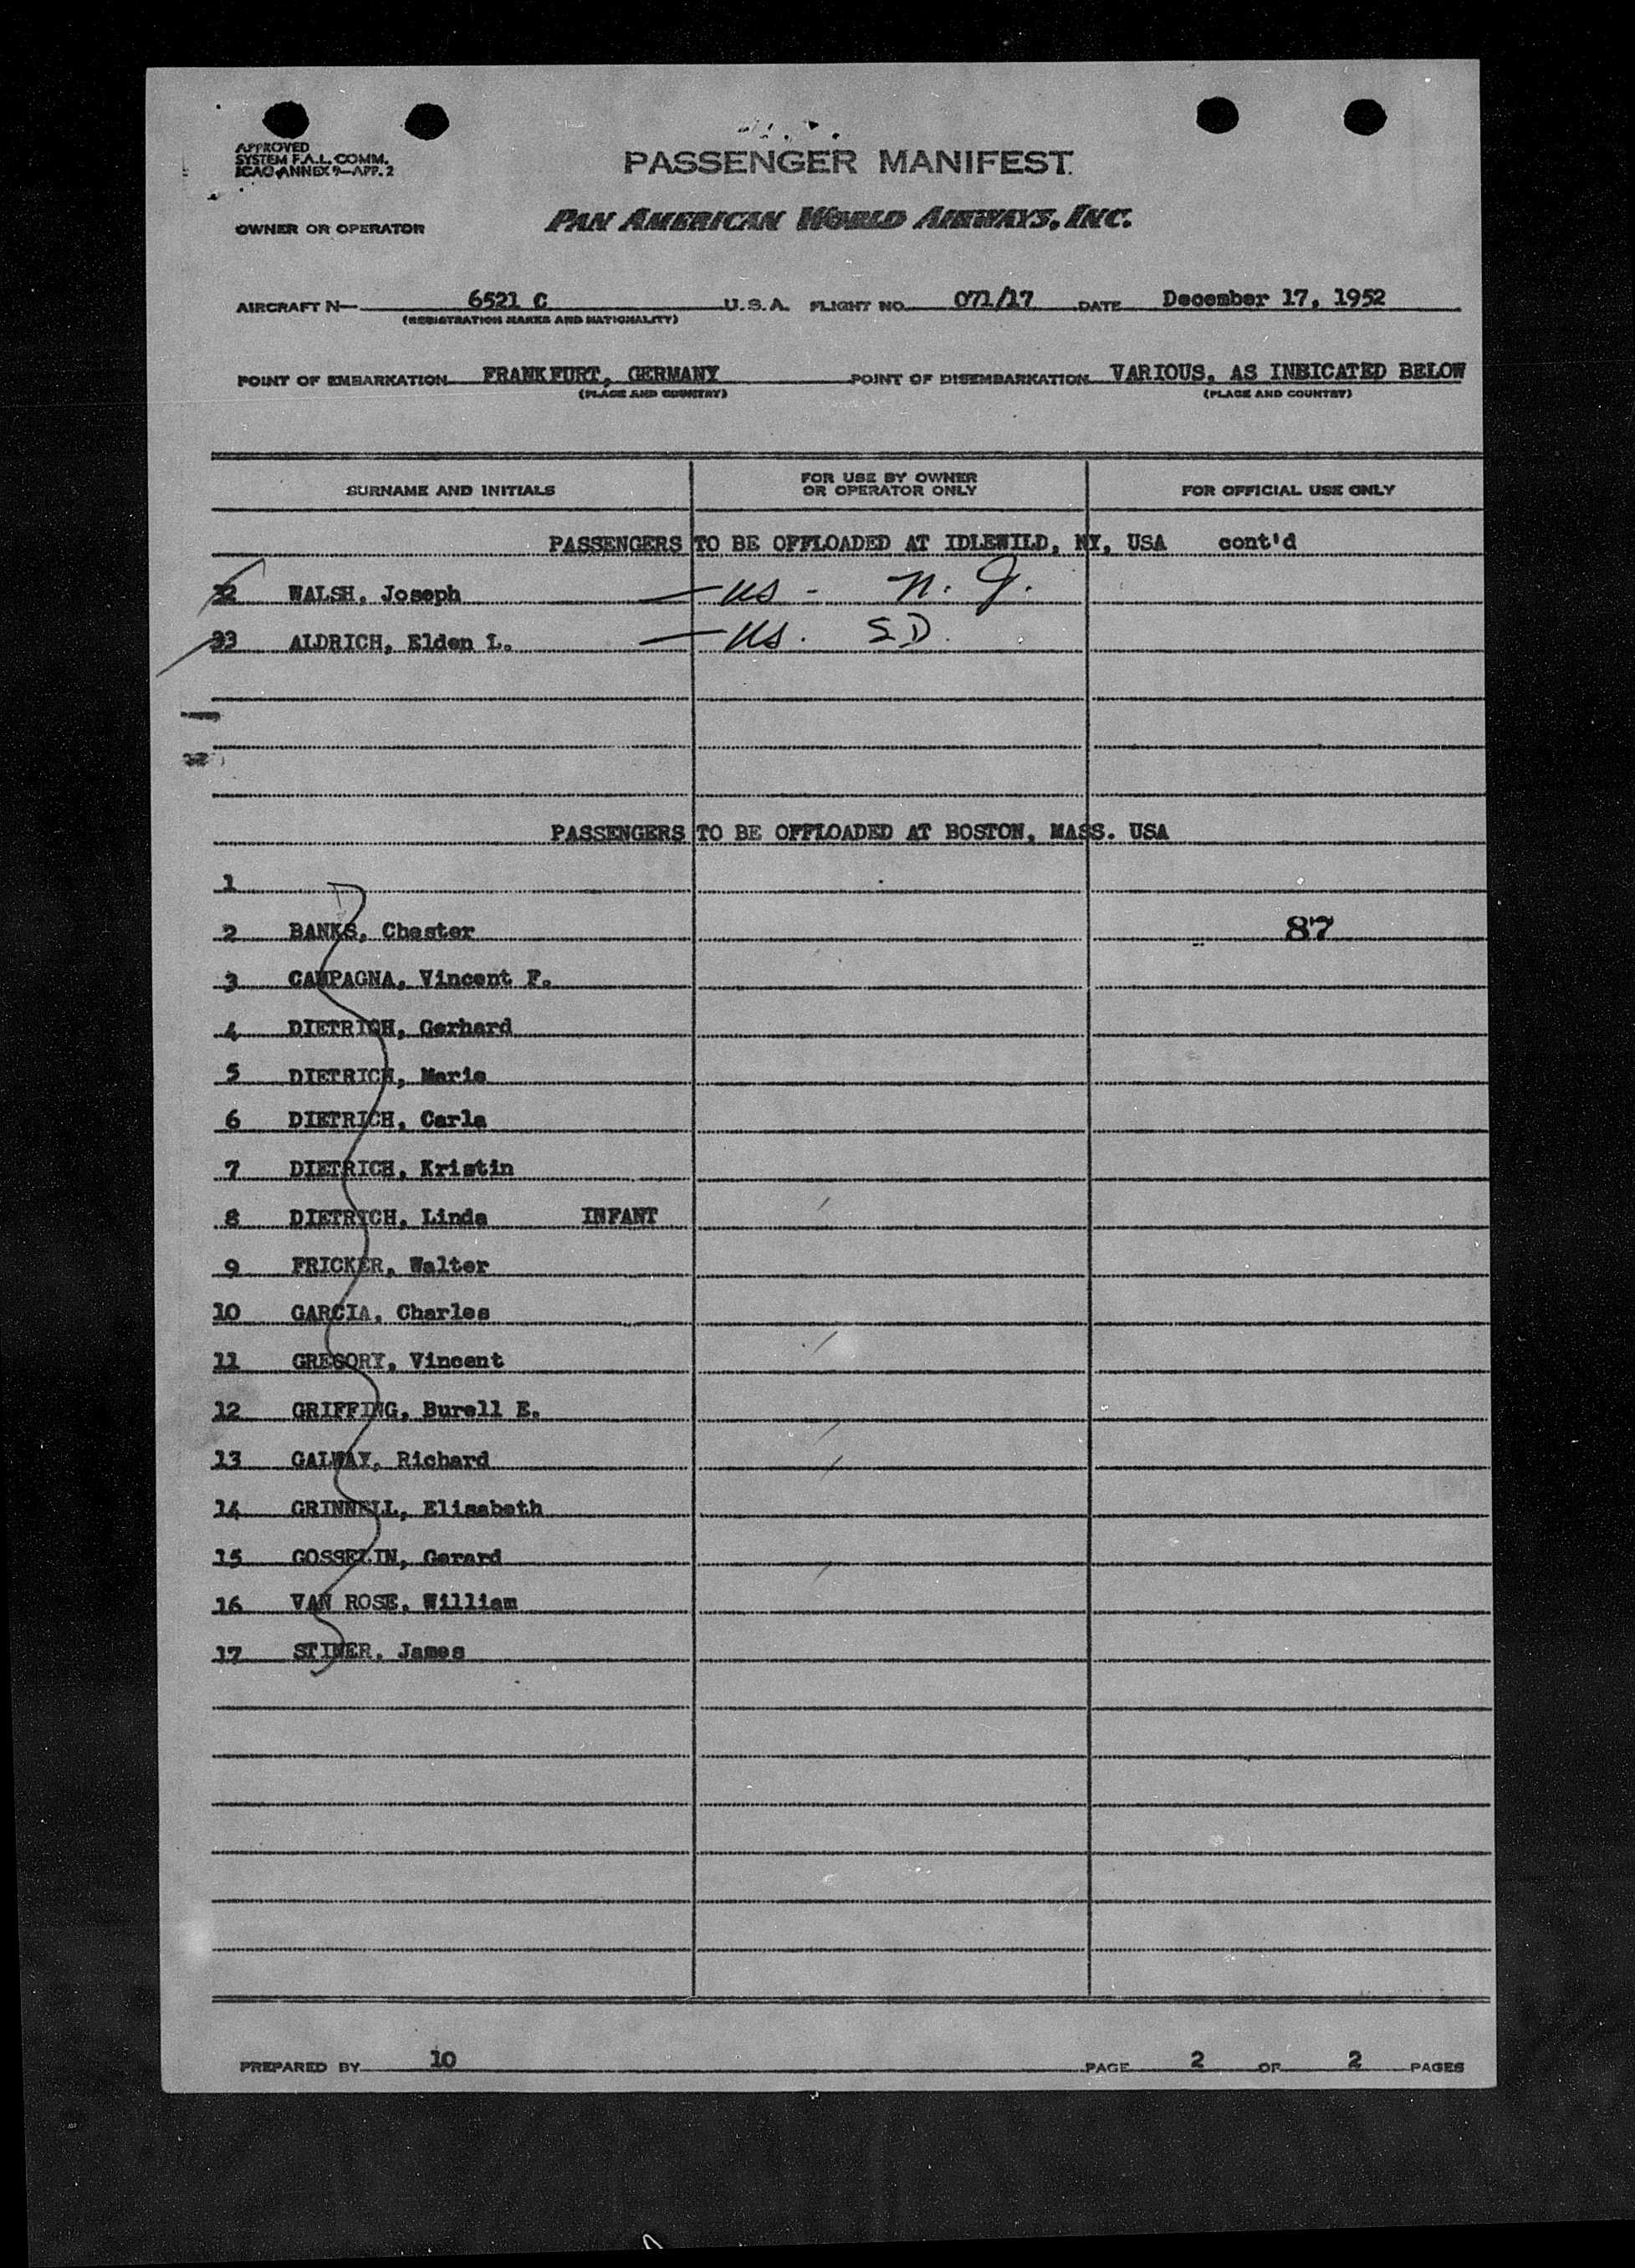 APPROVED
SYSTEM F.A.L. COMM.
ICAO ANNEX 9—APP. 2
PASSENGER MANIFEST
OWNER OR OPERATOR PAN AMERICAN WORLD AIRWAYS, INC.
AIRCRAFT N— 6521 C U.S.A. FLIGHT NO. 071/17 DATE December 17, 1952
(REGISTRATION MARKS AND NATIONALITY)
POINT OF EMBARKATION FRANKFURT, GERMANY POINT OF DISEMBARKATION VARIOUS, AS INDICATED BELOW
(PLACE AND COUNTRY) (PLACE AND COUNTRY)
SURNAME AND INITIALS FOR USE BY OWNER OR OPERATOR ONLY FOR OFFICIAL USE ONLY
PASSENGERS TO BE OFFLOADED AT IDLEWILD, NY, USA cont'd
32 WALSH, Joseph — US - N. J.
33 ALDRICH, Elden L. — US. S D.
PASSENGERS TO BE OFFLOADED AT BOSTON, MASS. USA
1
2 BANKS, Chester 87
3 CAMPAGNA, Vincent F.
4 DIETRICH, Gerhard
5 DIETRICH, Marie
6 DIETRICH, Carla
7 DIETRICH, Kristin
8 DIETRICH, Linda INFANT
9 FRICKER, Walter
10 GARCIA, Charles
11 GREGORY, Vincent
12 GRIFFING, Burell E.
13 GALWAY, Richard
14 GRINNELL, Elisabeth
15 GOSSELIN, Gerard
16 VAN ROSE, William
17 STINER, James
PREPARED BY 10 PAGE 2 OF 2 PAGES